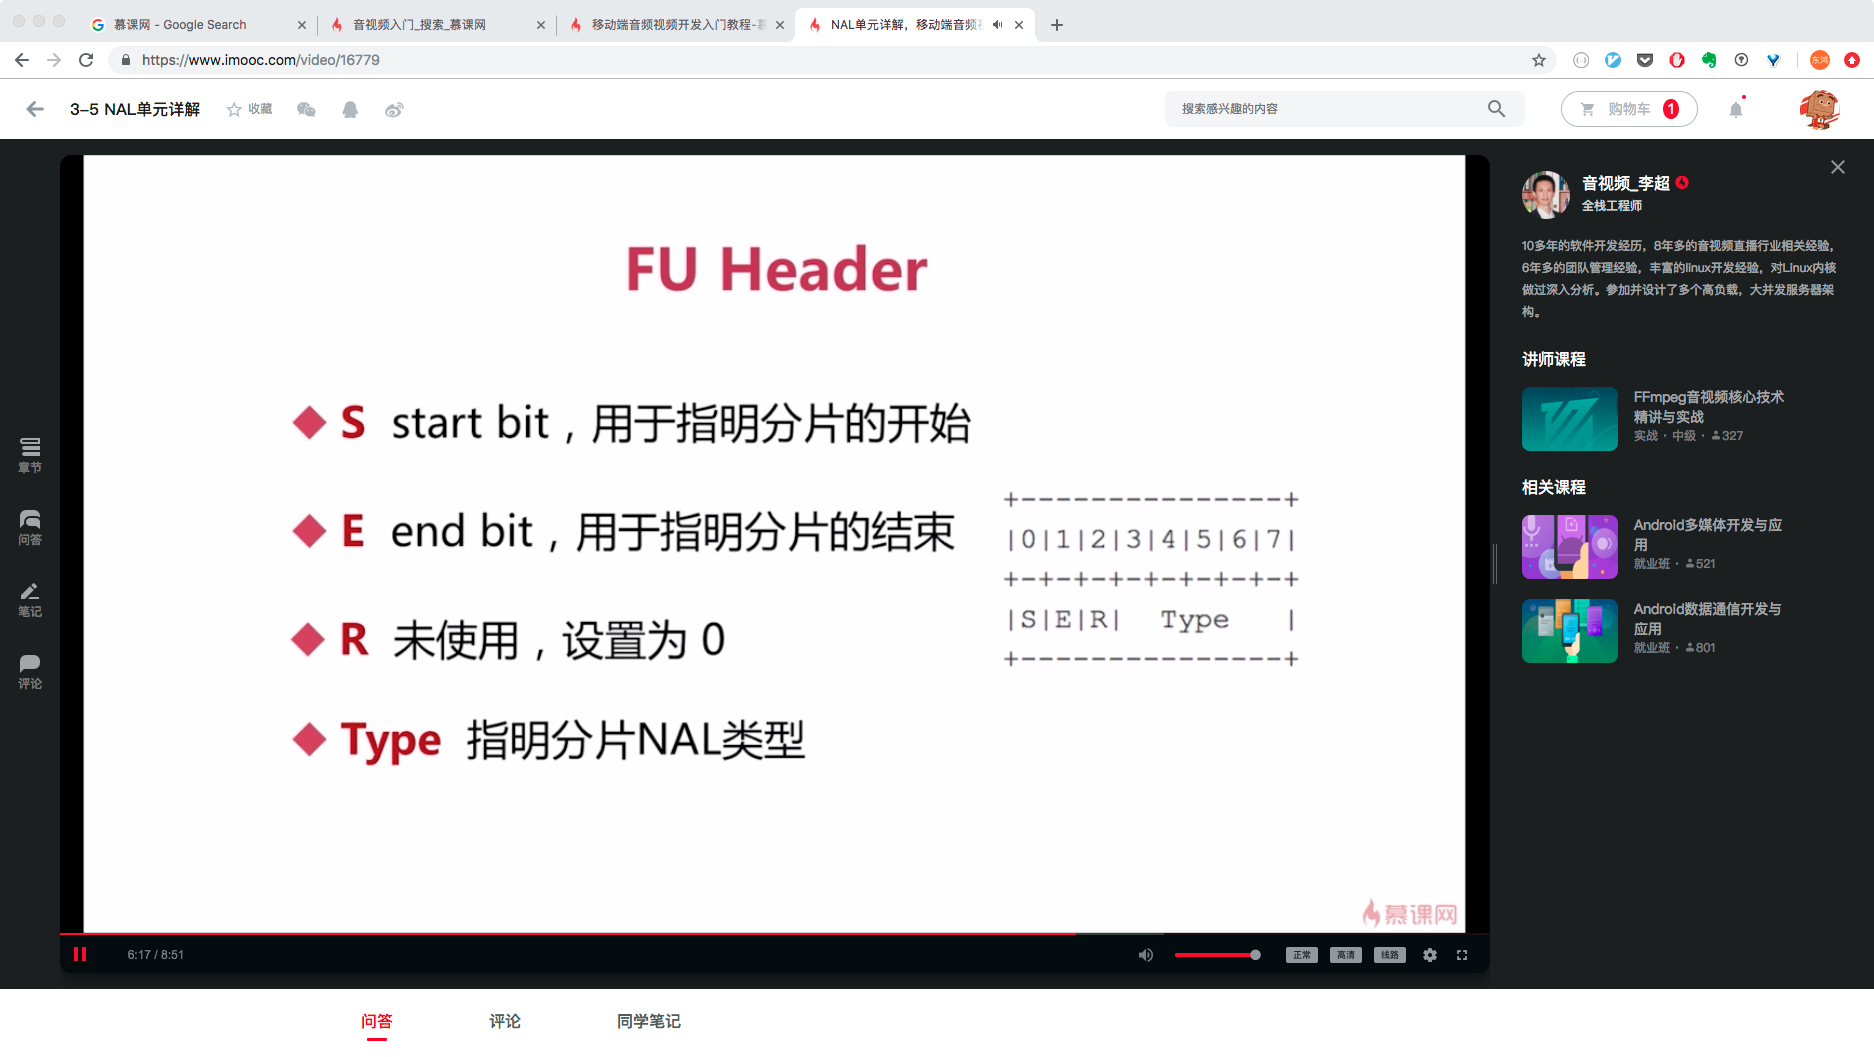 慕课网 - Google Search
音视频入门_搜索_慕课网
移动端音频视频开发入门教程-慕
NAL单元详解，移动端音频视
https://www.imooc.com/video/16779
东鸿
3-5 NAL单元详解
收藏
搜索感兴趣的内容
购物车
1
章节
问答
笔记
评论
FU Header
S start bit，用于指明分片的开始
E end bit，用于指明分片的结束
R 未使用，设置为 0
Type 指明分片NAL类型
+---------------+
|0|1|2|3|4|5|6|7|
+-+-+-+-+-+-+-+-+
|S|E|R| Type |
+---------------+
慕课网
6:17 / 8:51
正常
高清
线路
音视频_李超
全栈工程师
10多年的软件开发经历，8年多的音视频直播行业相关经验，
6年多的团队管理经验，丰富的linux开发经验，对Linux内核
做过深入分析。参加并设计了多个高负载，大并发服务器架
构。
讲师课程
FFmpeg音视频核心技术
精讲与实战
实战 · 中级 · 327
相关课程
Android多媒体开发与应
用
就业班 · 521
Android数据通信开发与
应用
就业班 · 801
问答
评论
同学笔记